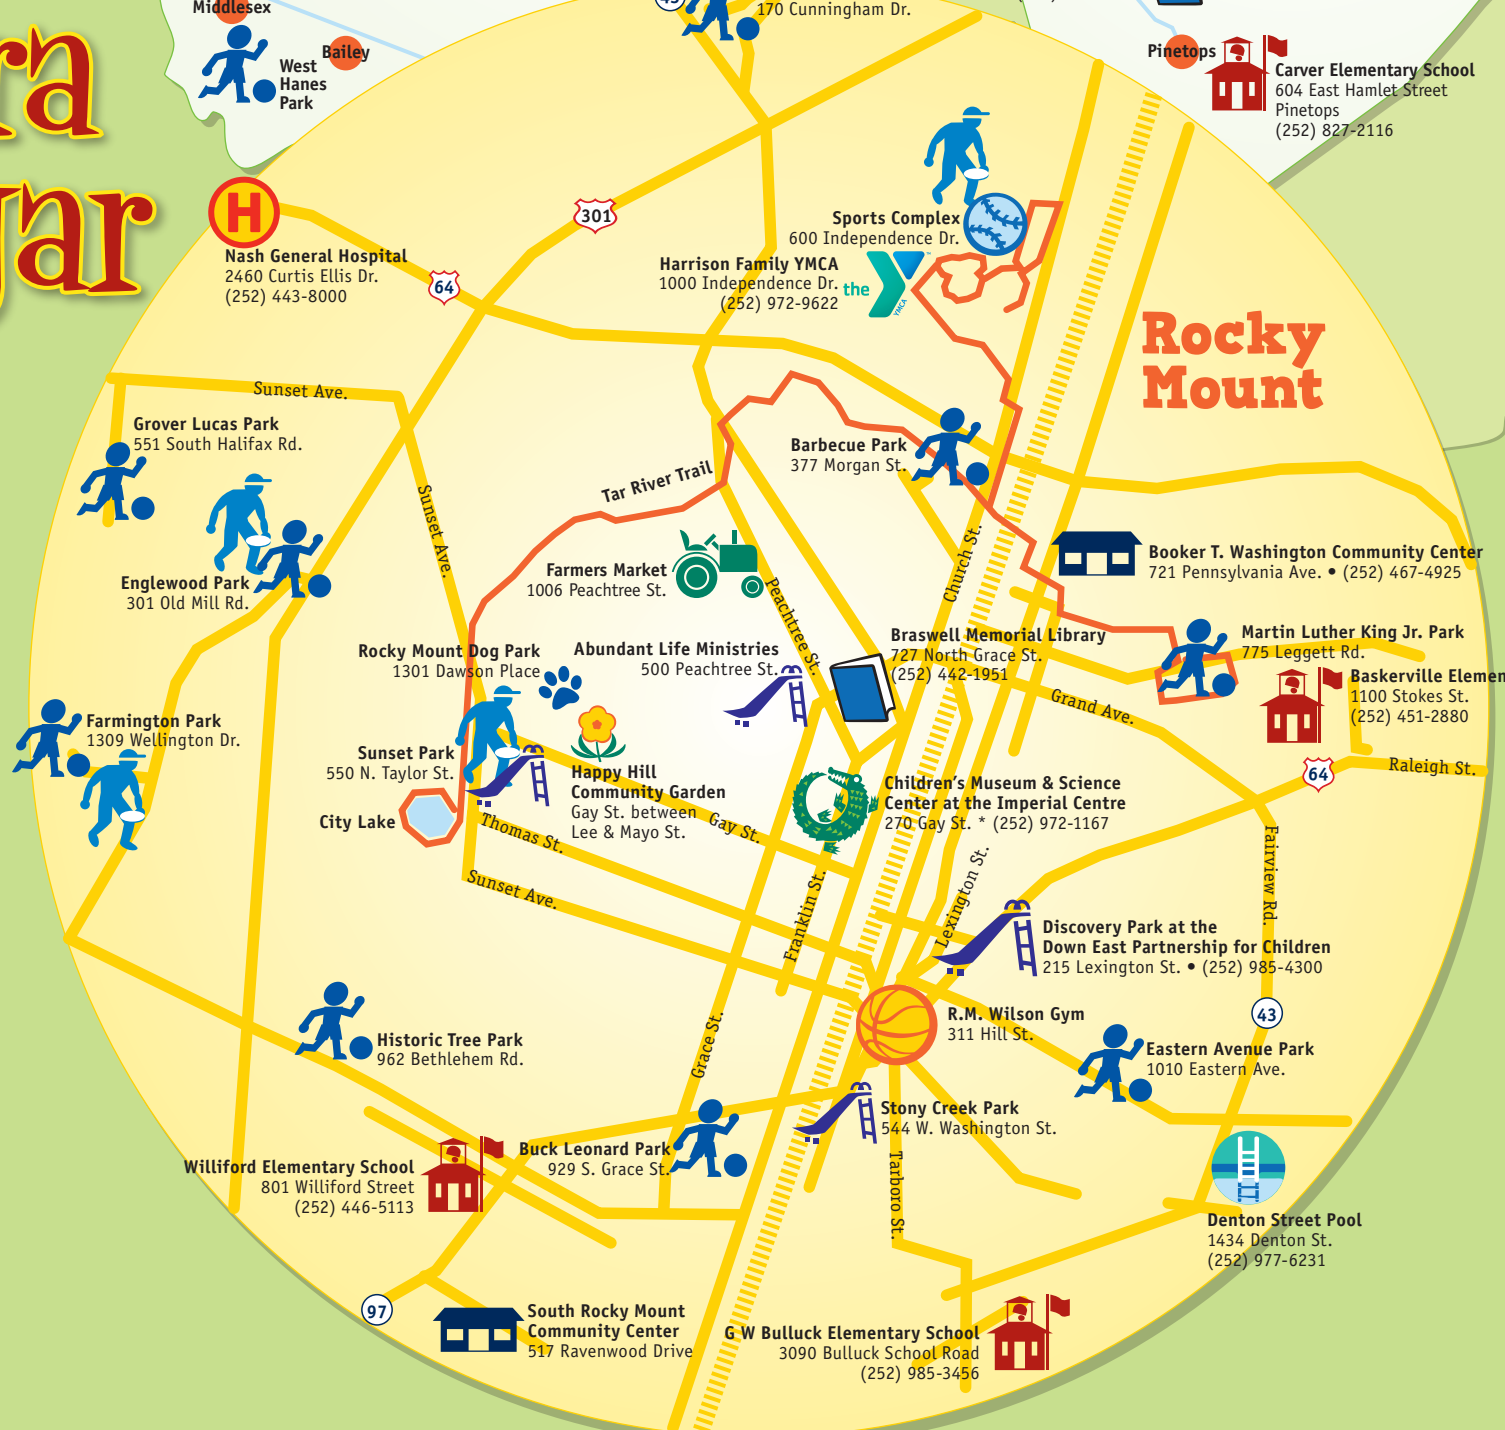 Middlesex
Bailey
West
Hanes
Park
45
170 Cunningham Dr.
Pinetops
Carver Elementary School
604 East Hamlet Street
Pinetops
(252) 827-2116
ra
gar
H
Nash General Hospital
2460 Curtis Ellis Dr.
(252) 443-8000
64
301
Sports Complex
600 Independence Dr.
Harrison Family YMCA
1000 Independence Dr.
(252) 972-9622
the
YMCA
Rocky
Mount
Sunset Ave.
Grover Lucas Park
551 South Halifax Rd.
Barbecue Park
377 Morgan St.
Tar River Trail
Sunset Ave.
Englewood Park
301 Old Mill Rd.
Farmers Market
1006 Peachtree St.
Peachtree St.
Church St.
Booker T. Washington Community Center
721 Pennsylvania Ave. • (252) 467-4925
Rocky Mount Dog Park
1301 Dawson Place
Abundant Life Ministries
500 Peachtree St.
Braswell Memorial Library
727 North Grace St.
(252) 442-1951
Martin Luther King Jr. Park
775 Leggett Rd.
Baskerville Elemen
1100 Stokes St.
(252) 451-2880
Grand Ave.
Farmington Park
1309 Wellington Dr.
Sunset Park
550 N. Taylor St.
Happy Hill
Community Garden
Gay St. between
Lee & Mayo St.
Gay St.
Children's Museum & Science
Center at the Imperial Centre
270 Gay St. * (252) 972-1167
64
Raleigh St.
City Lake
Thomas St.
Sunset Ave.
Franklin St.
Lexington St.
Fairview Rd.
Discovery Park at the
Down East Partnership for Children
215 Lexington St. • (252) 985-4300
43
Historic Tree Park
962 Bethlehem Rd.
Grace St.
R.M. Wilson Gym
311 Hill St.
Eastern Avenue Park
1010 Eastern Ave.
Stony Creek Park
544 W. Washington St.
Buck Leonard Park
929 S. Grace St.
Williford Elementary School
801 Williford Street
(252) 446-5113
Tarboro St.
Denton Street Pool
1434 Denton St.
(252) 977-6231
97
South Rocky Mount
Community Center
517 Ravenwood Drive
G W Bulluck Elementary School
3090 Bulluck School Road
(252) 985-3456